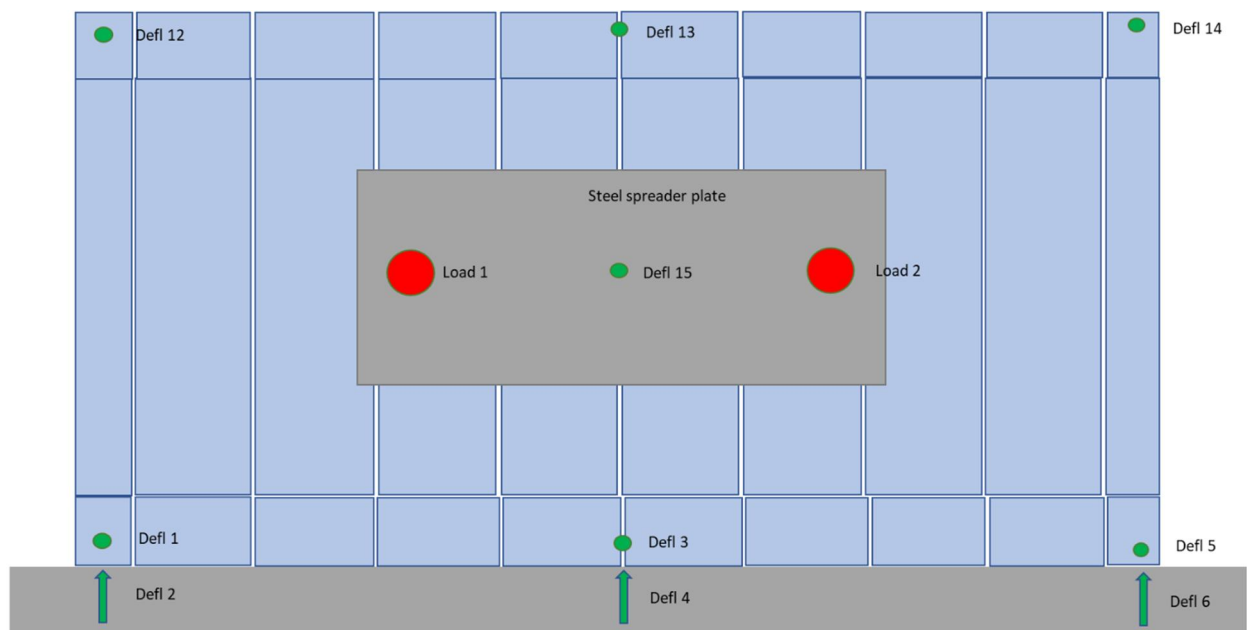 Defl 12
Defl 13
Defl 14
Steel spreader plate
Load 1
Defl 15
Load 2
Defl 1
Defl 3
Defl 5
Defl 2
Defl 4
Defl 6